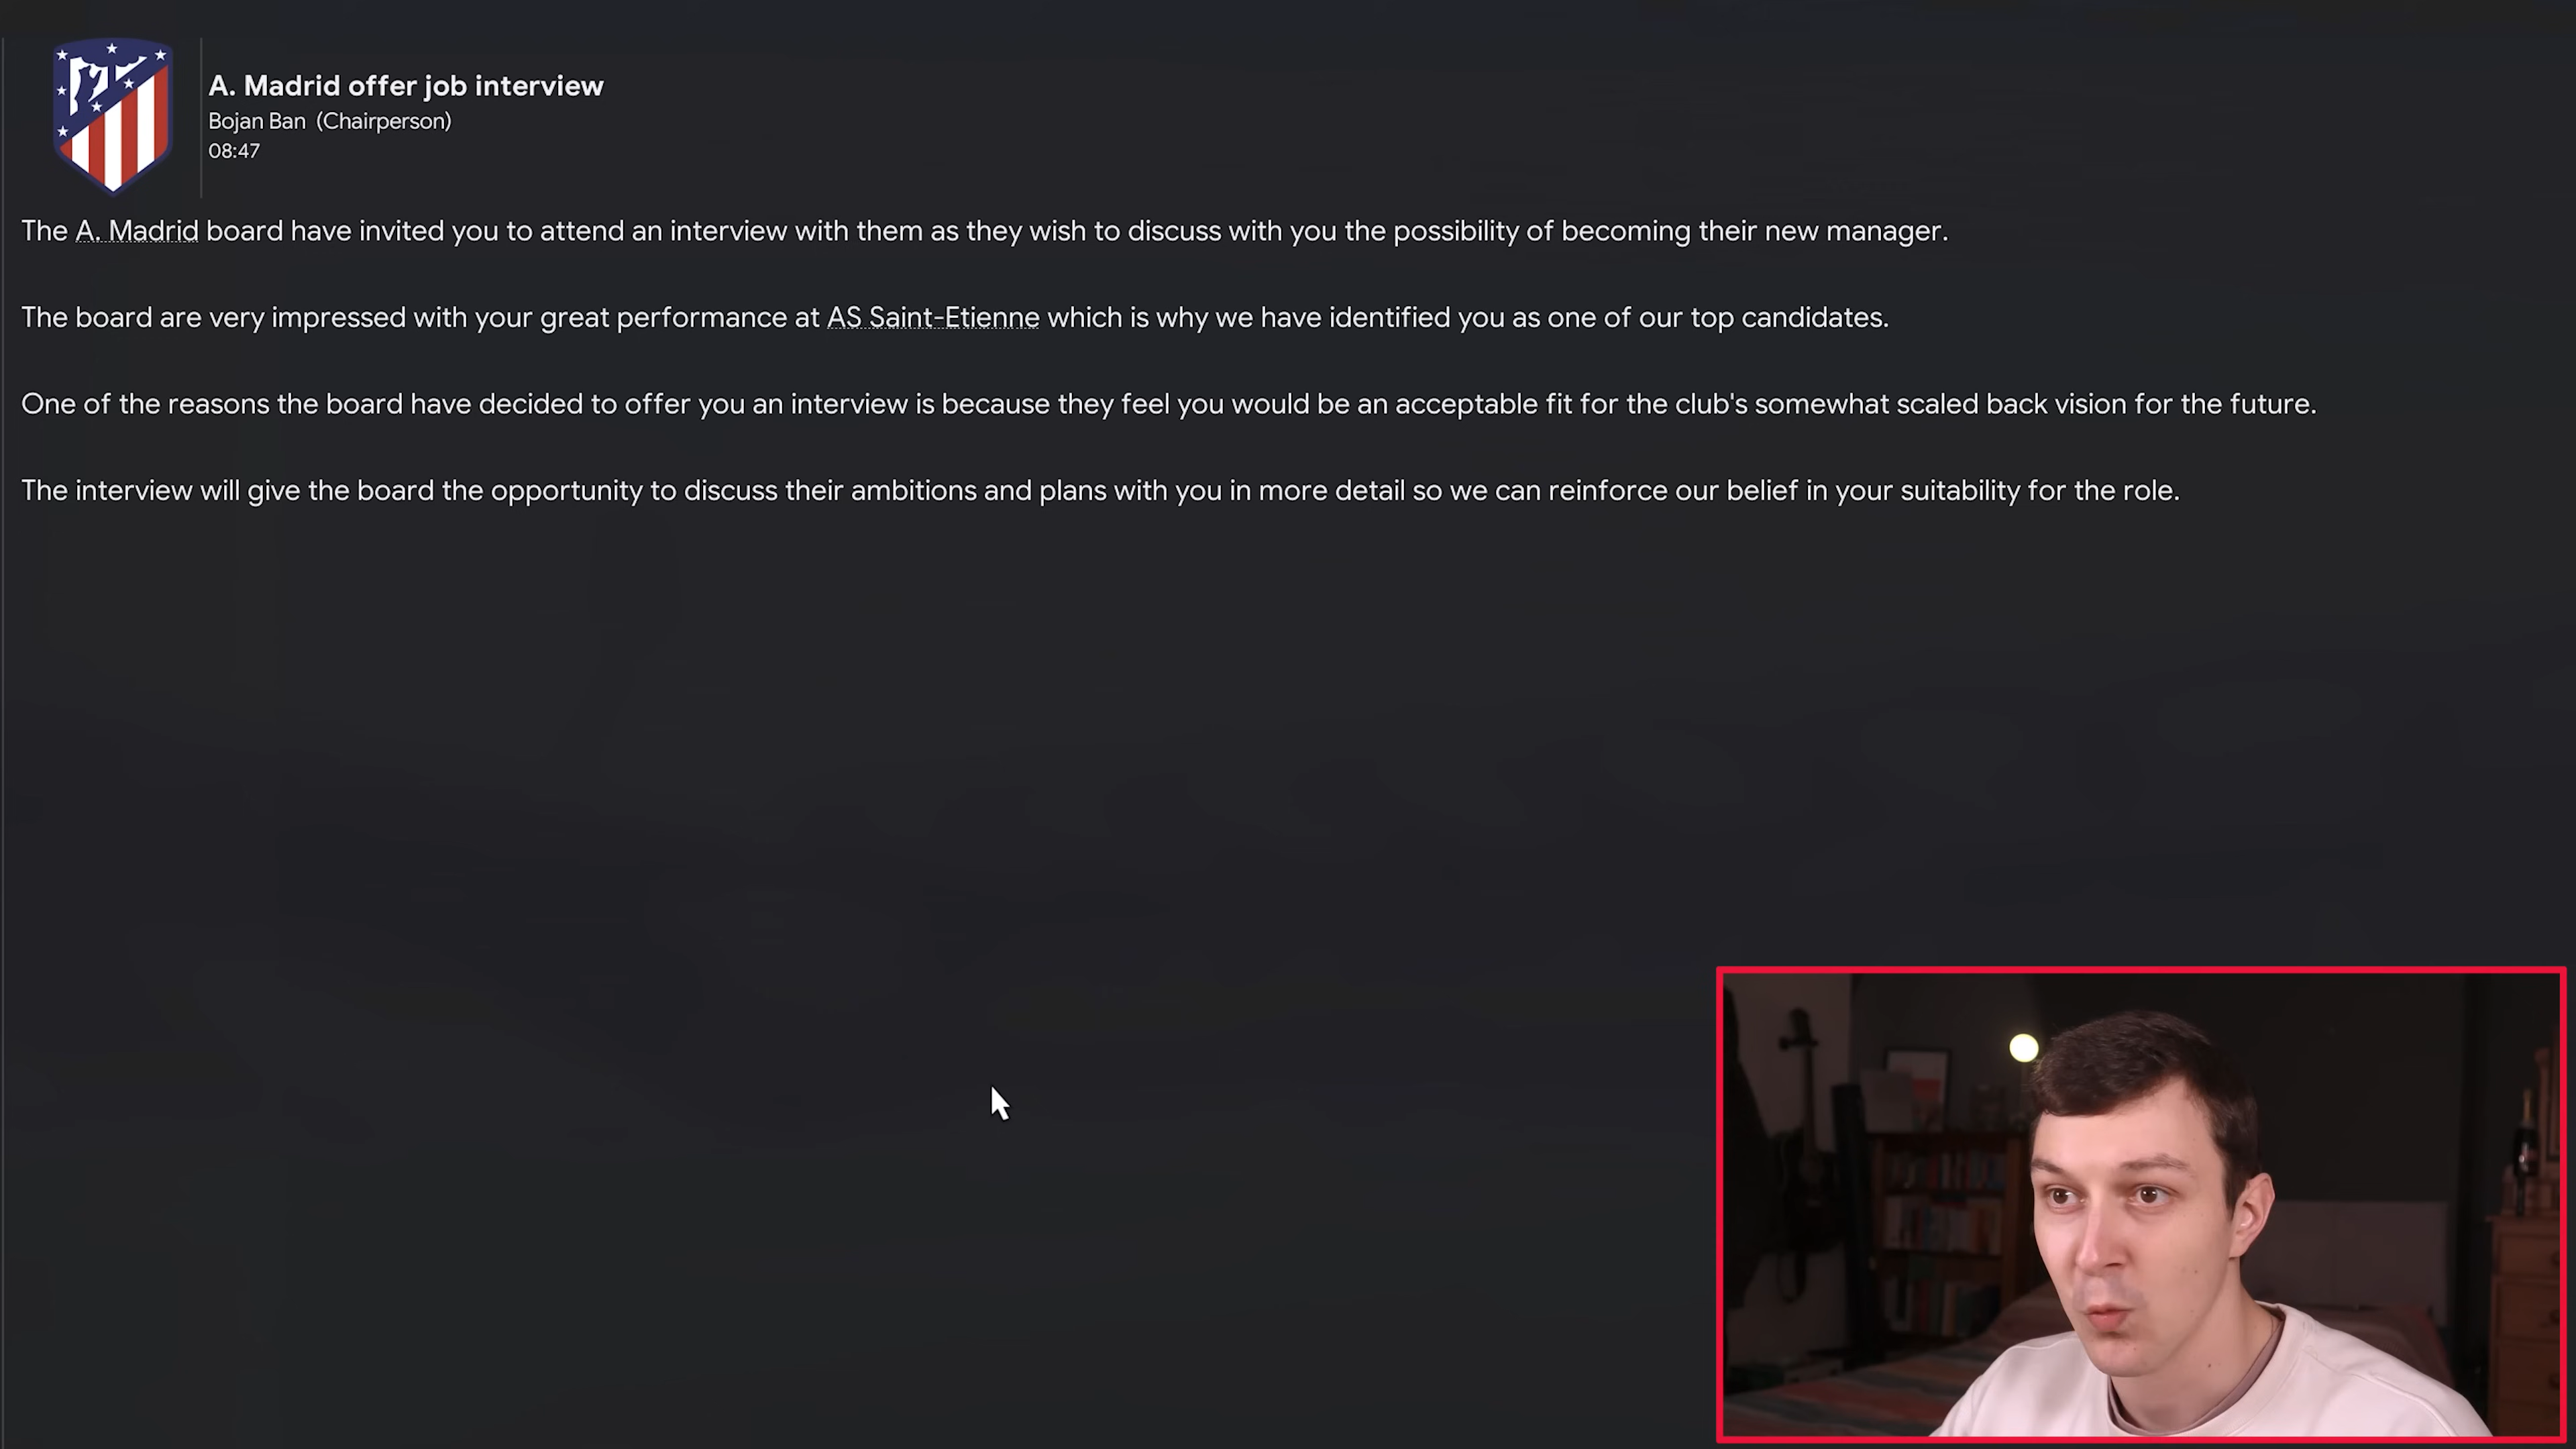 A. Madrid offer job interview
Bojan Ban (Chairperson)
08:47
The A. Madrid board have invited you to attend an interview with them as they wish to discuss with you the possibility of becoming their new manager.
The board are very impressed with your great performance at AS Saint-Etienne which is why we have identified you as one of our top candidates.
One of the reasons the board have decided to offer you an interview is because they feel you would be an acceptable fit for the club's somewhat scaled back vision for the future.
The interview will give the board the opportunity to discuss their ambitions and plans with you in more detail so we can reinforce our belief in your suitability for the role.